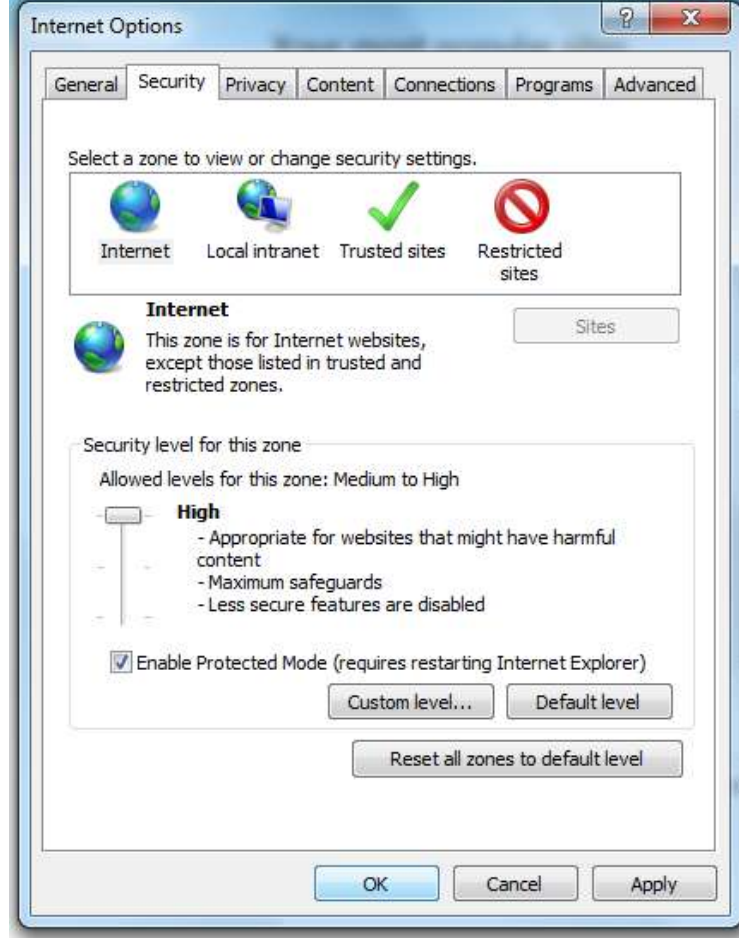 Internet Options
General Security Privacy Content Connections Programs Advanced
Select a zone to view or change security settings.
Internet Local intranet Trusted sites Restricted
sites
Internet
Sites
This zone is for Internet websites,
except those listed in trusted and
restricted zones.
Security level for this zone
Allowed levels for this zone: Medium to High
High
- Appropriate for websites that might have harmful
content
- Maximum safeguards
- Less secure features are disabled
Enable Protected Mode (requires restarting Internet Explorer)
Custom level... Default level
Reset all zones to default level
OK Cancel Apply